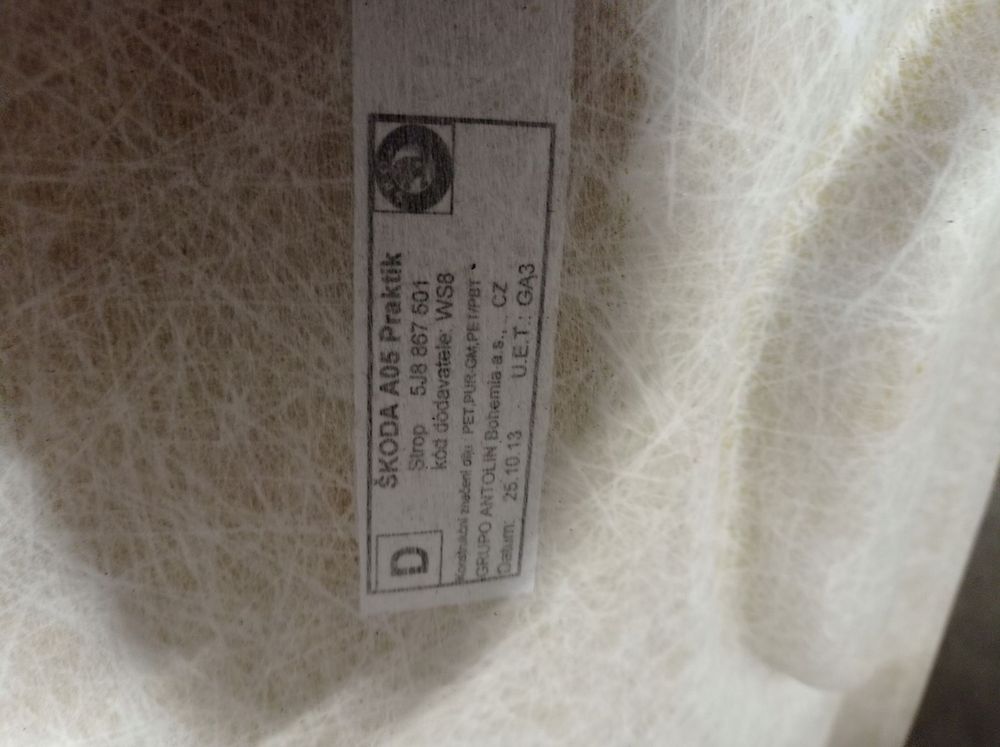 D
ŠKODA A05 Praktik
Strop 5J8 867 501
kód dodavatele: WS8
Konstrukční značení dílu: PET,PUR,GM,PET/PBT
GRUPO ANTOLIN Bohemia a.s., CZ
Datum: 25.10.13 U.E.T.: GA3